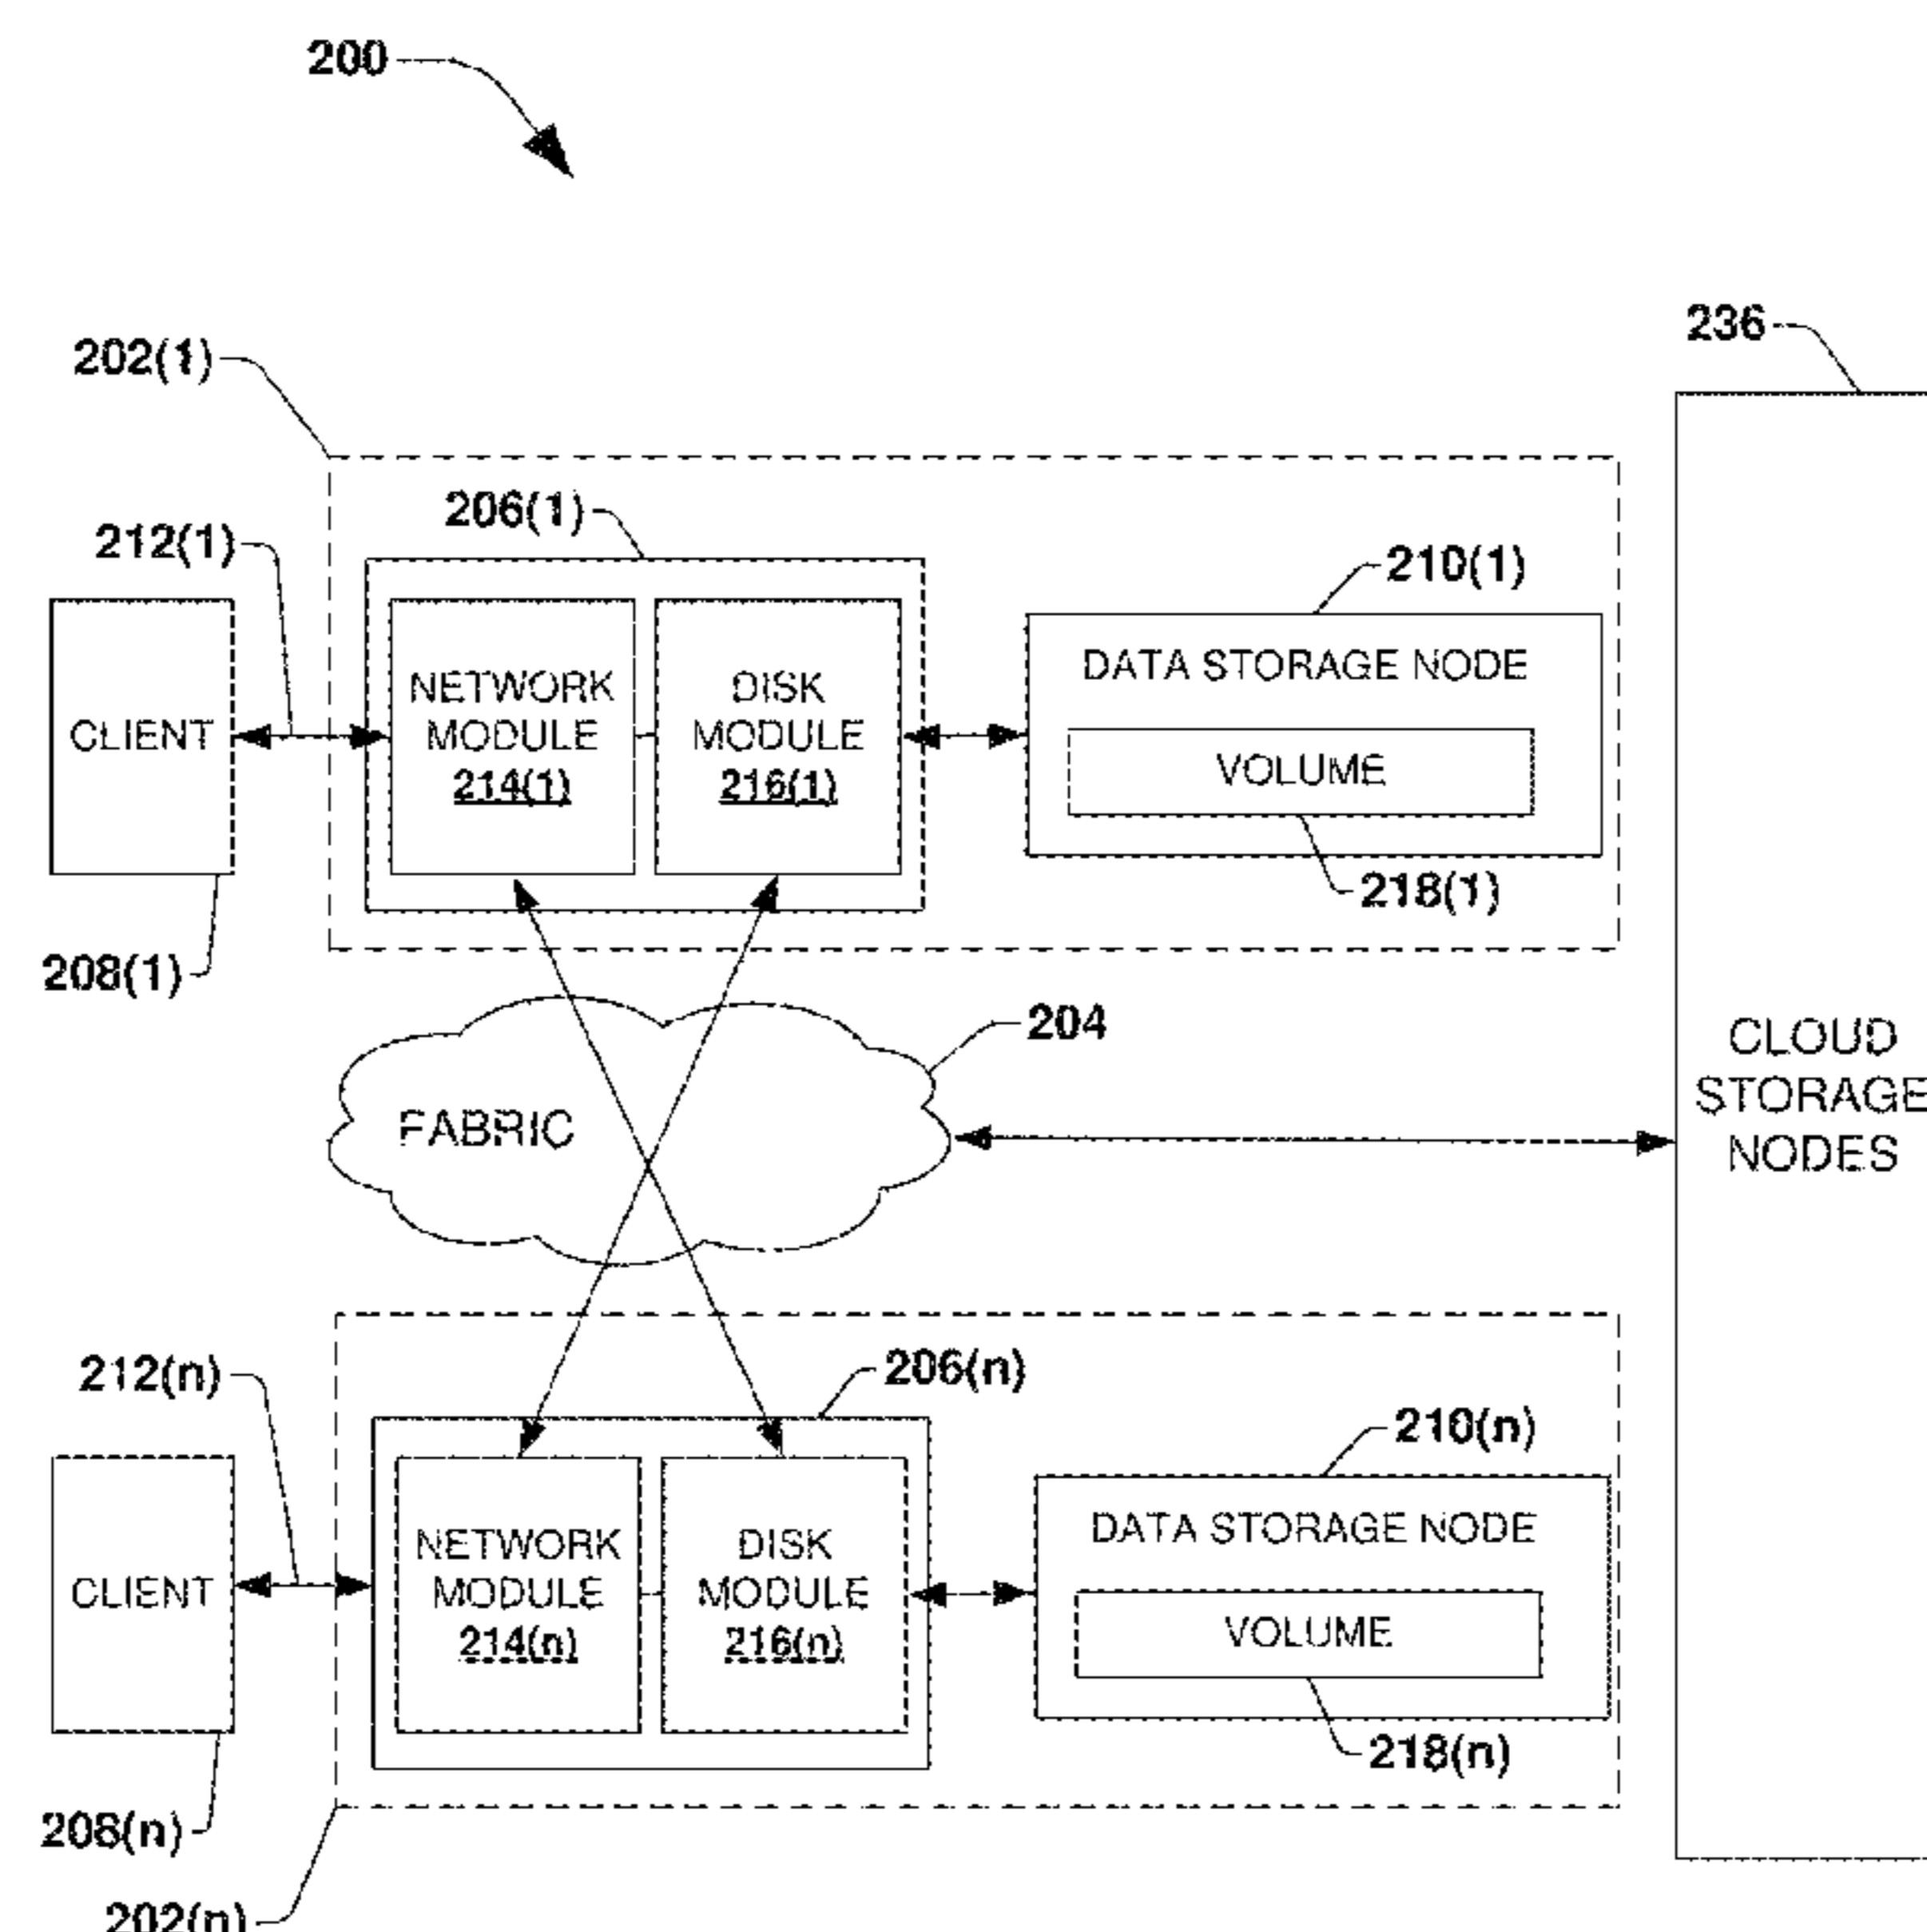 200
236
202(1)
206(1)
212(1)
210(1)
DATA STORAGE NODE
NETWORK
MODULE
214(1)
DISK
MODULE
216(1)
CLIENT
VOLUME
218(1)
208(1)
204
FABRIC
CLOUD
STORAGE
NODES
212(n)
206(n)
210(n)
DATA STORAGE NODE
NETWORK
MODULE
214(n)
DISK
MODULE
216(n)
CLIENT
VOLUME
218(n)
208(n)
202(n)